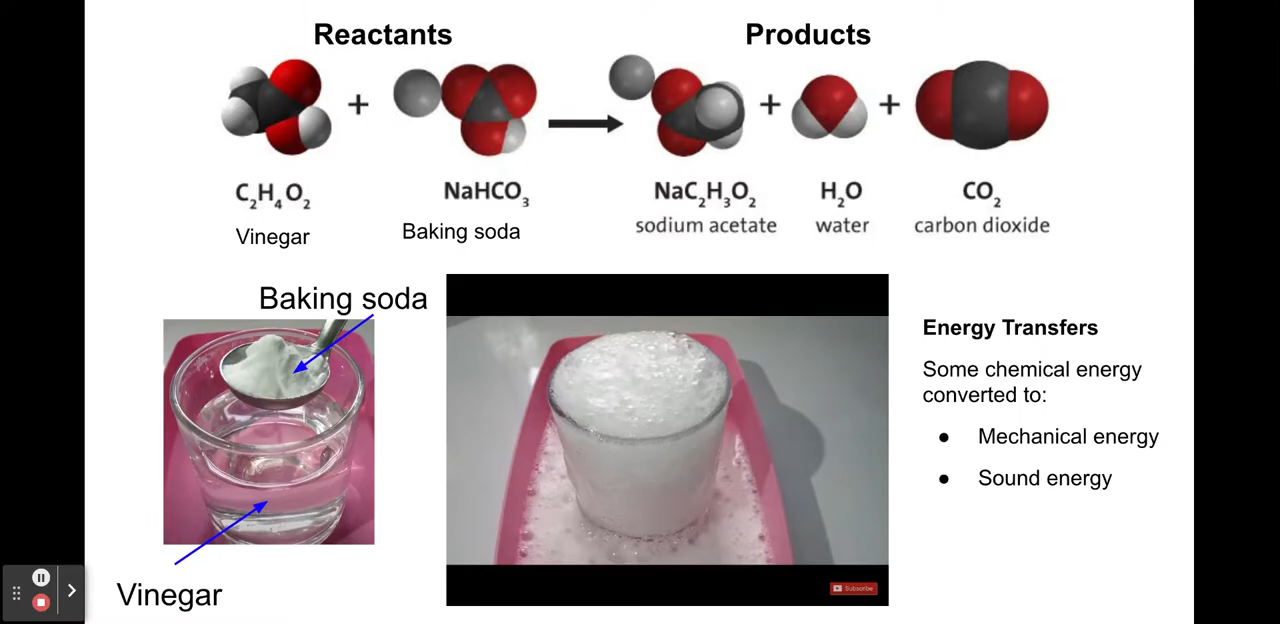 Reactants
Products
+
+
+
C₂H₄O₂
NaHCO₃
NaC₂H₃O₂
H₂O
CO₂
Vinegar
Baking soda
sodium acetate
water
carbon dioxide
Baking soda
Vinegar
Subscribe
Energy Transfers
Some chemical energy
converted to:
● Mechanical energy
● Sound energy